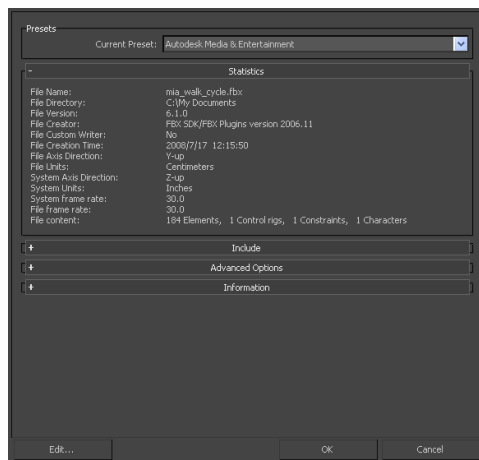 Presets
Current Preset: Autodesk Media & Entertainment
- Statistics
File Name: mia_walk_cycle.fbx
File Directory: C:\My Documents
File Version: 6.1.0
File Creator: FBX SDK/FBX Plugins version 2006.11
File Custom Writer: No
File Creation Time: 2008/7/17 12:15:50
File Axis Direction: Y-up
File Units: Centimeters
System Axis Direction: Z-up
System Units: Inches
System frame rate: 30.0
File frame rate: 30.0
File content: 184 Elements, 1 Control rigs, 1 Constraints, 1 Characters
+ Include
+ Advanced Options
+ Information
Edit... OK Cancel